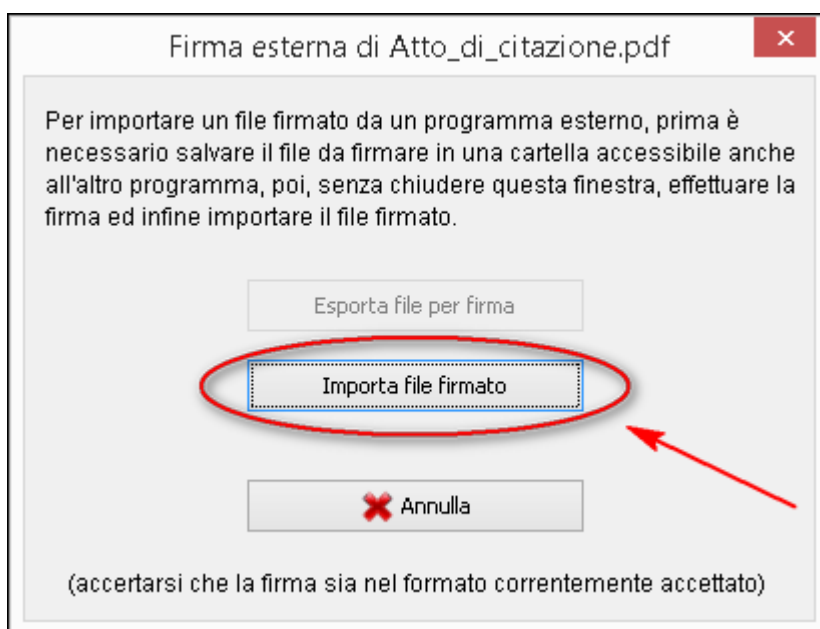 Firma esterna di Atto_di_citazione.pdf
Per importare un file firmato da un programma esterno, prima è
necessario salvare il file da firmare in una cartella accessibile anche
all'altro programma, poi, senza chiudere questa finestra, effettuare la
firma ed infine importare il file firmato.
Esporta file per firma
Importa file firmato
Annulla
(accertarsi che la firma sia nel formato correntemente accettato)